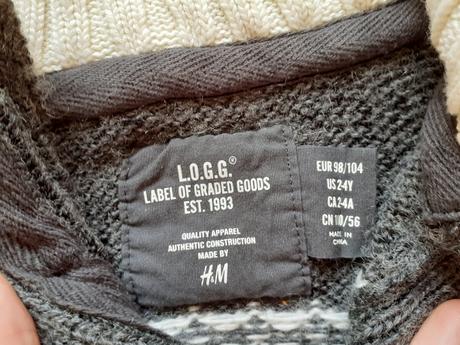 L.O.G.G.®
LABEL OF GRADED GOODS
EST. 1993
QUALITY APPAREL
AUTHENTIC CONSTRUCTION
MADE BY
H&M
EUR 98/104
US 2-4Y
CA 2-4A
CN 110/56
MADE IN
CHINA